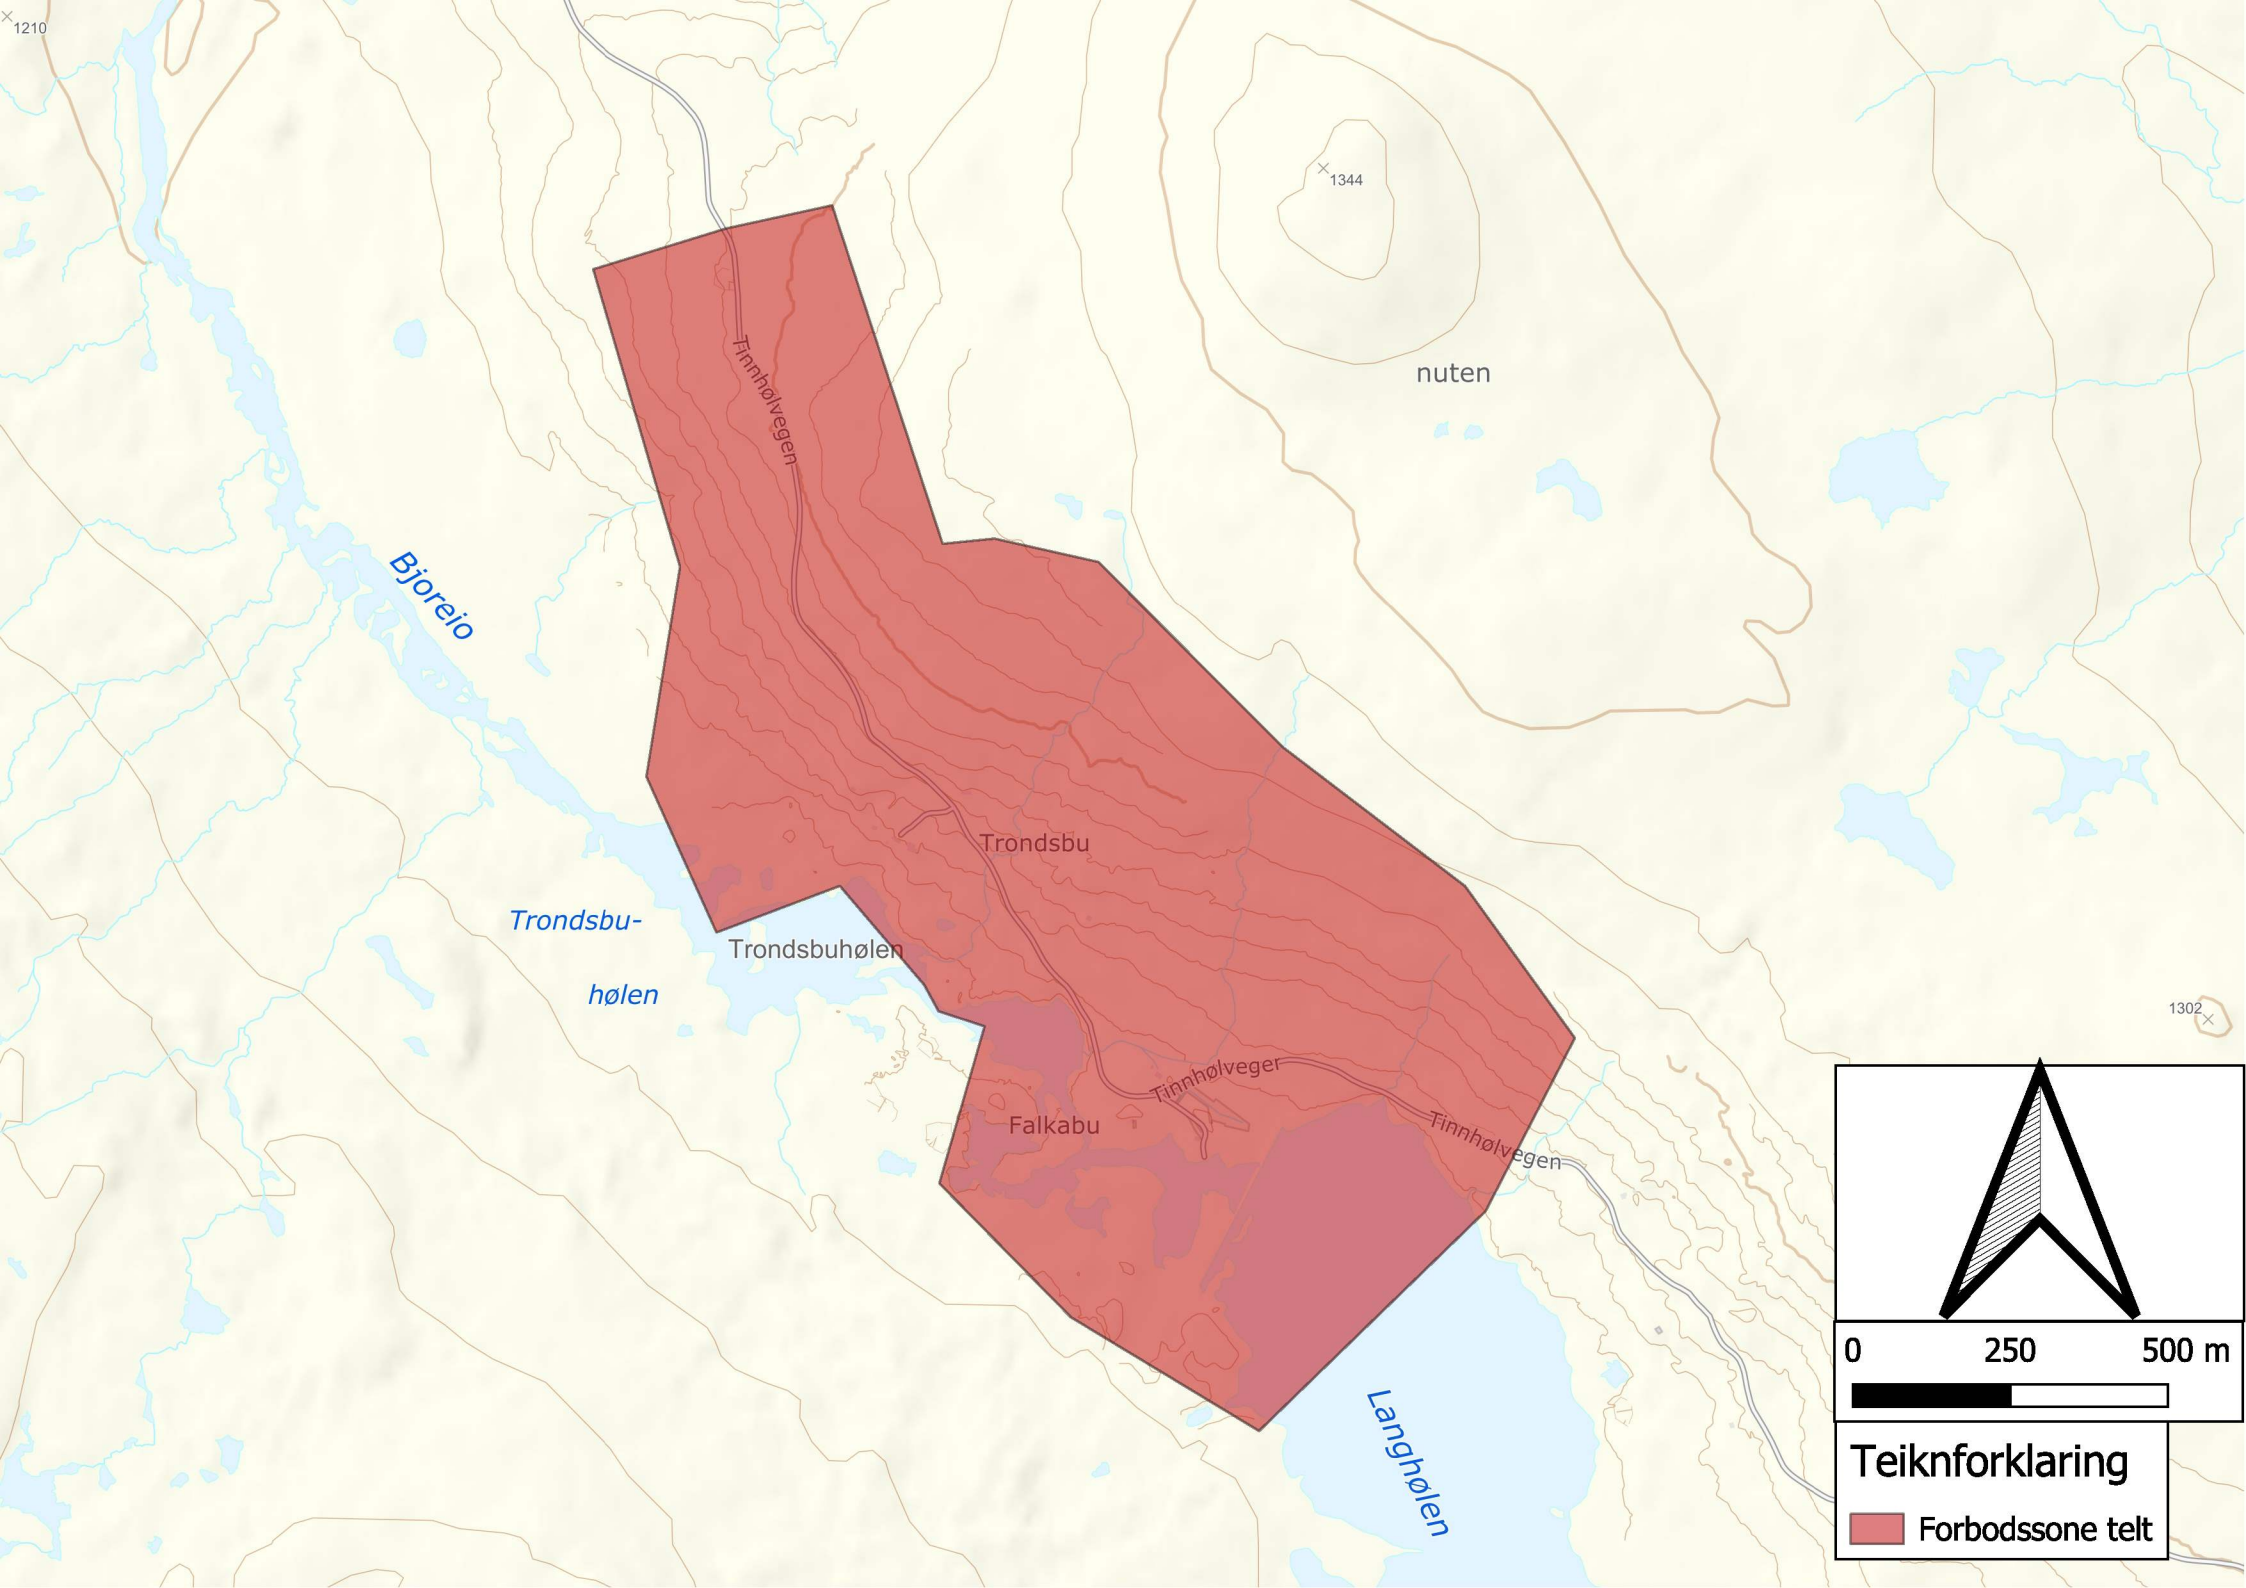 1210
1344
nuten
Tinnhølvegen
Bjoreio
Trondsbu
Trondsbu-
hølen
Trondsbuhølen
1302
Tinnhølveger
Falkabu
Tinnhølvegen
Langhølen
0 250 500 m
Teiknforklaring
Forbodssone telt